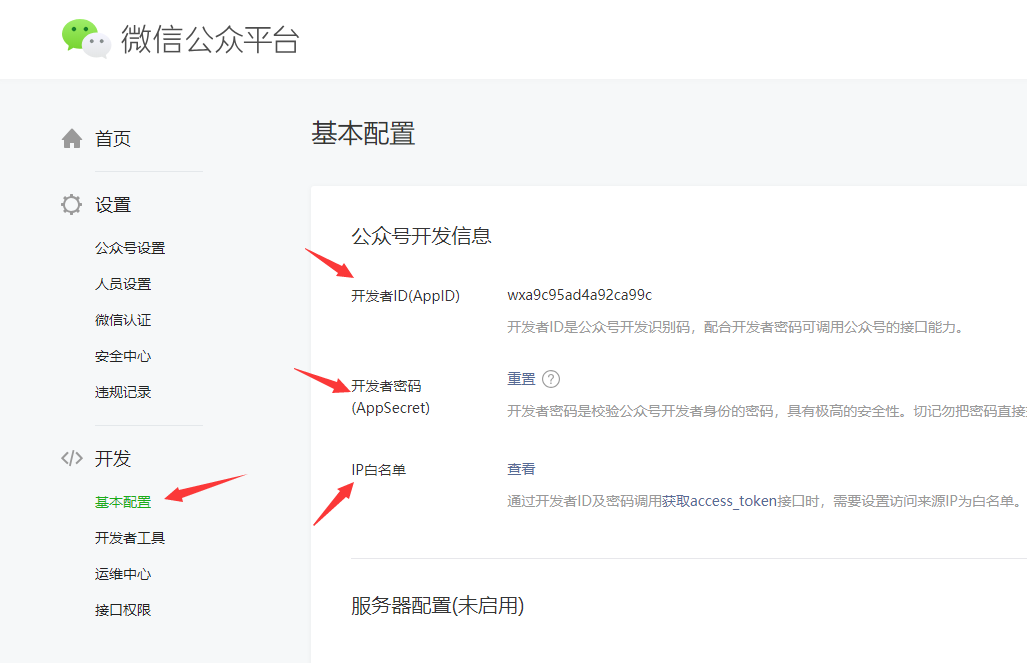 微信公众平台
首页
设置
公众号设置
人员设置
微信认证
安全中心
违规记录
开发
基本配置
开发者工具
运维中心
接口权限
基本配置
公众号开发信息
开发者ID(AppID)
wxa9c95ad4a92ca99c
开发者ID是公众号开发识别码，配合开发者密码可调用公众号的接口能力。
开发者密码
(AppSecret)
重置 ?
开发者密码是校验公众号开发者身份的密码，具有极高的安全性。切记勿把密码直接
IP白名单
查看
通过开发者ID及密码调用获取access_token接口时，需要设置访问来源IP为白名单。
服务器配置(未启用)